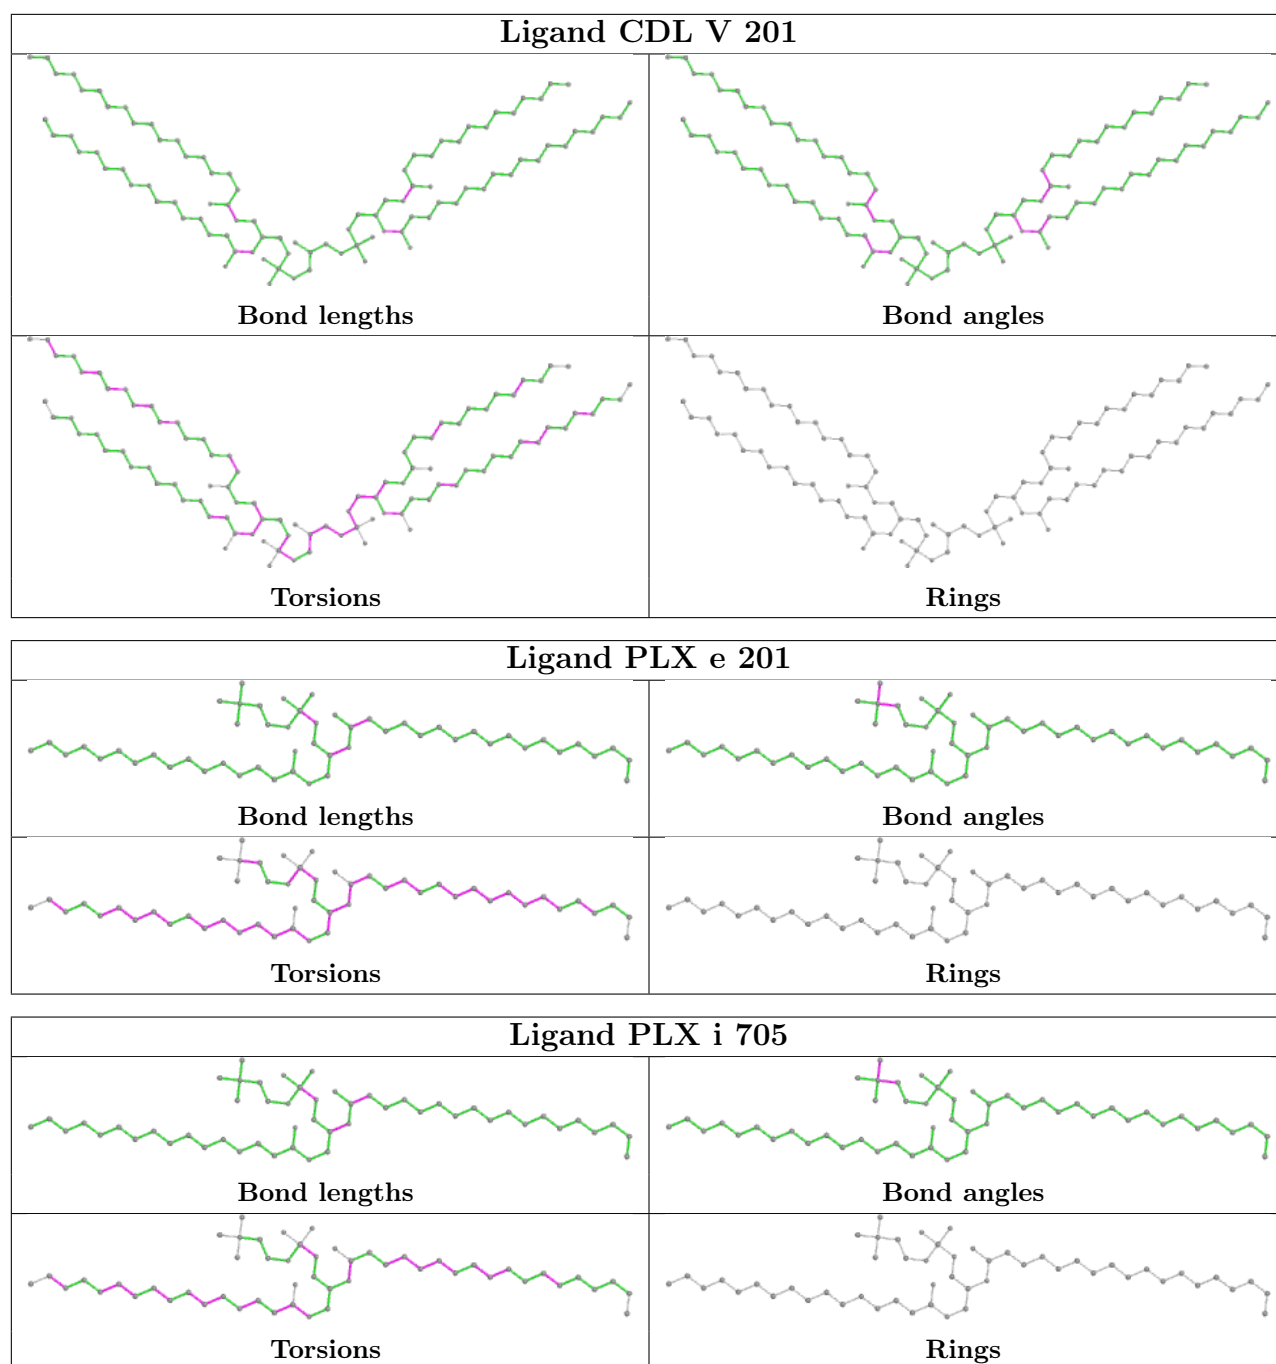 Ligand CDL V 201
Bond lengths
Bond angles
Torsions
Rings
Ligand PLX e 201
Bond lengths
Bond angles
Torsions
Rings
Ligand PLX i 705
Bond lengths
Bond angles
Torsions
Rings